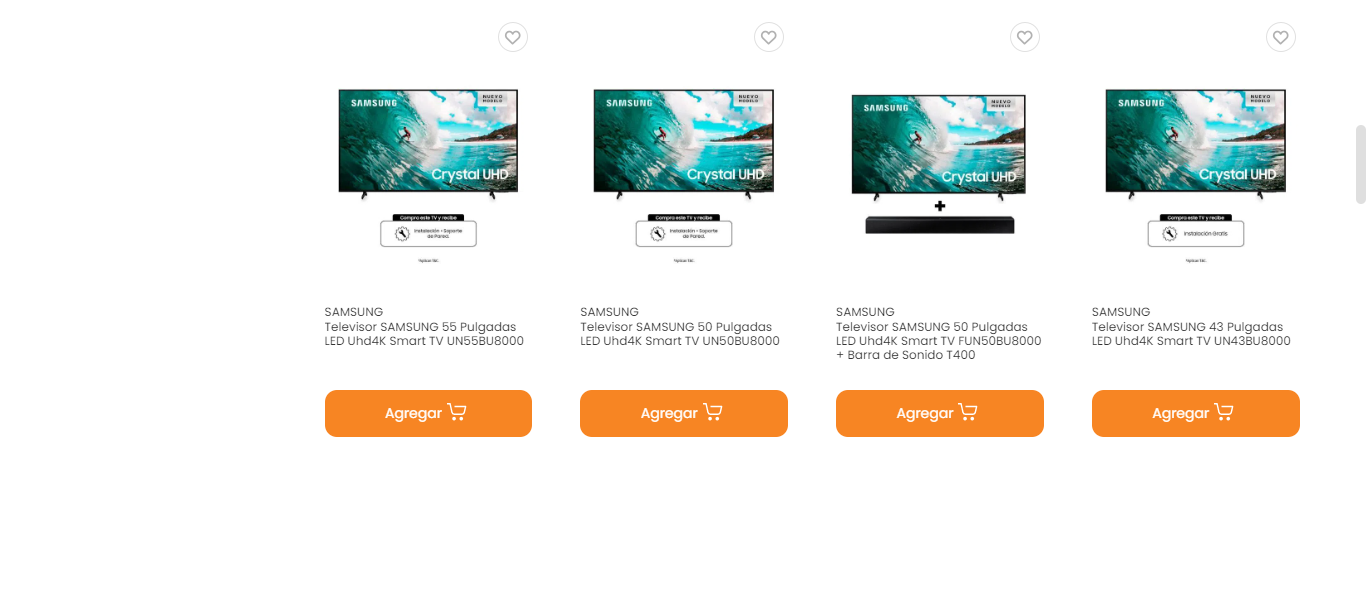 SAMSUNG
NUEVO
MODELO
Crystal UHD
Compra este TV y recibe
Instalación + Soporte
de Pared.
*Aplican T&C.
SAMSUNG
Televisor SAMSUNG 55 Pulgadas
LED Uhd4K Smart TV UN55BU8000
Agregar
SAMSUNG
NUEVO
MODELO
Crystal UHD
Compra este TV y recibe
Instalación + Soporte
de Pared.
*Aplican T&C.
SAMSUNG
Televisor SAMSUNG 50 Pulgadas
LED Uhd4K Smart TV UN50BU8000
Agregar
SAMSUNG
NUEVO
MODELO
Crystal UHD
+
SAMSUNG
Televisor SAMSUNG 50 Pulgadas
LED Uhd4K Smart TV FUN50BU8000
+ Barra de Sonido T400
Agregar
SAMSUNG
NUEVO
MODELO
Crystal UHD
Compra este TV y recibe
Instalación Gratis
*Aplican T&C.
SAMSUNG
Televisor SAMSUNG 43 Pulgadas
LED Uhd4K Smart TV UN43BU8000
Agregar